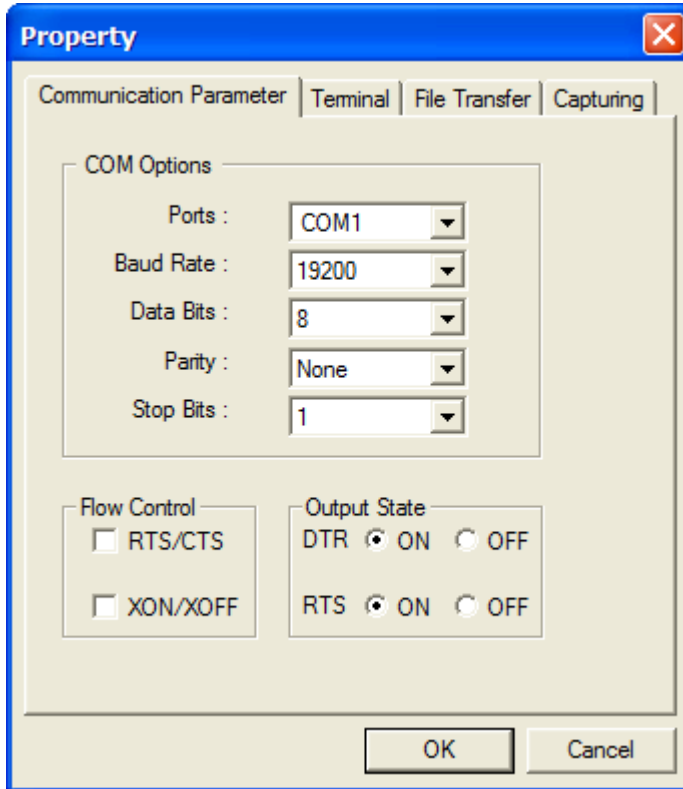 Property
Communication Parameter Terminal File Transfer Capturing
COM Options
Ports : COM1
Baud Rate : 19200
Data Bits : 8
Parity : None
Stop Bits : 1
Flow Control Output State
RTS/CTS DTR ON OFF
XON/XOFF RTS ON OFF
OK Cancel